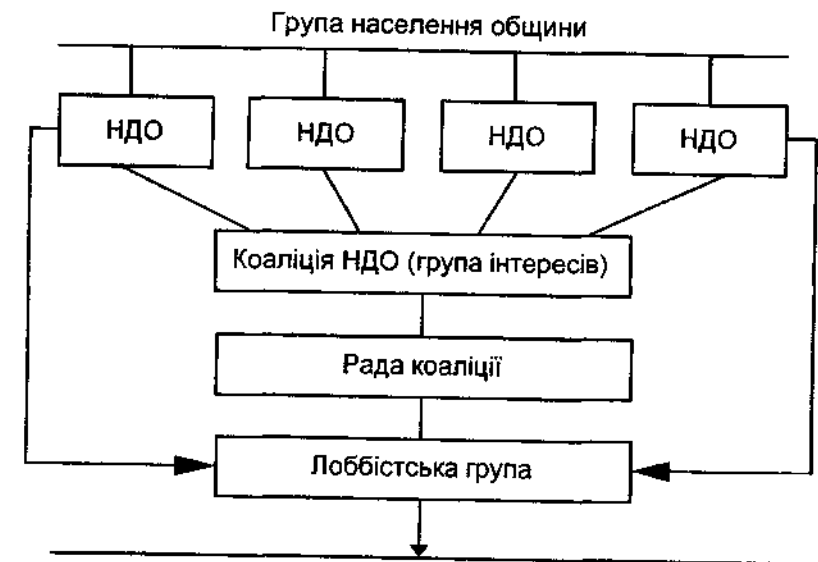 Група населення общини
НДО
НДО
НДО
НДО
Коаліція НДО (група інтересів)
Рада коаліції
Лоббістська група